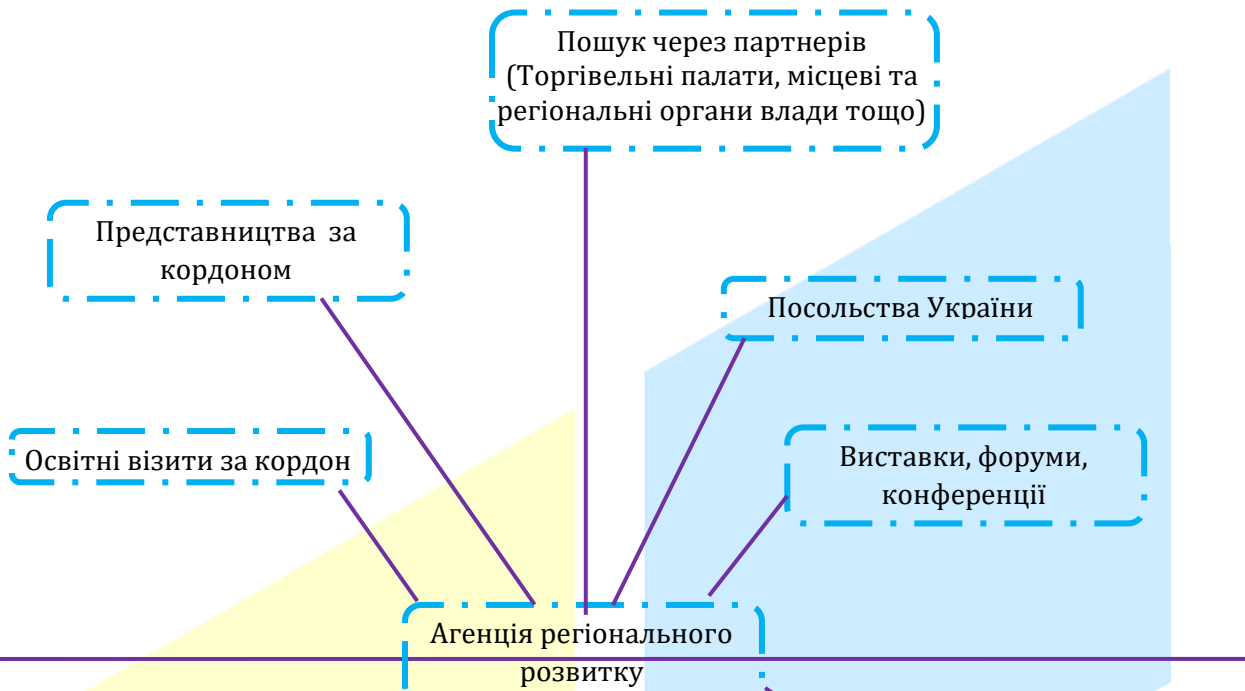 Пошук через партнерів
(Торгівельні палати, місцеві та
регіональні органи влади тощо)
Представництва за
кордоном
Посольства України
Освітні візити за кордон
Виставки, форуми,
конференції
Агенція регіонального
розвитку